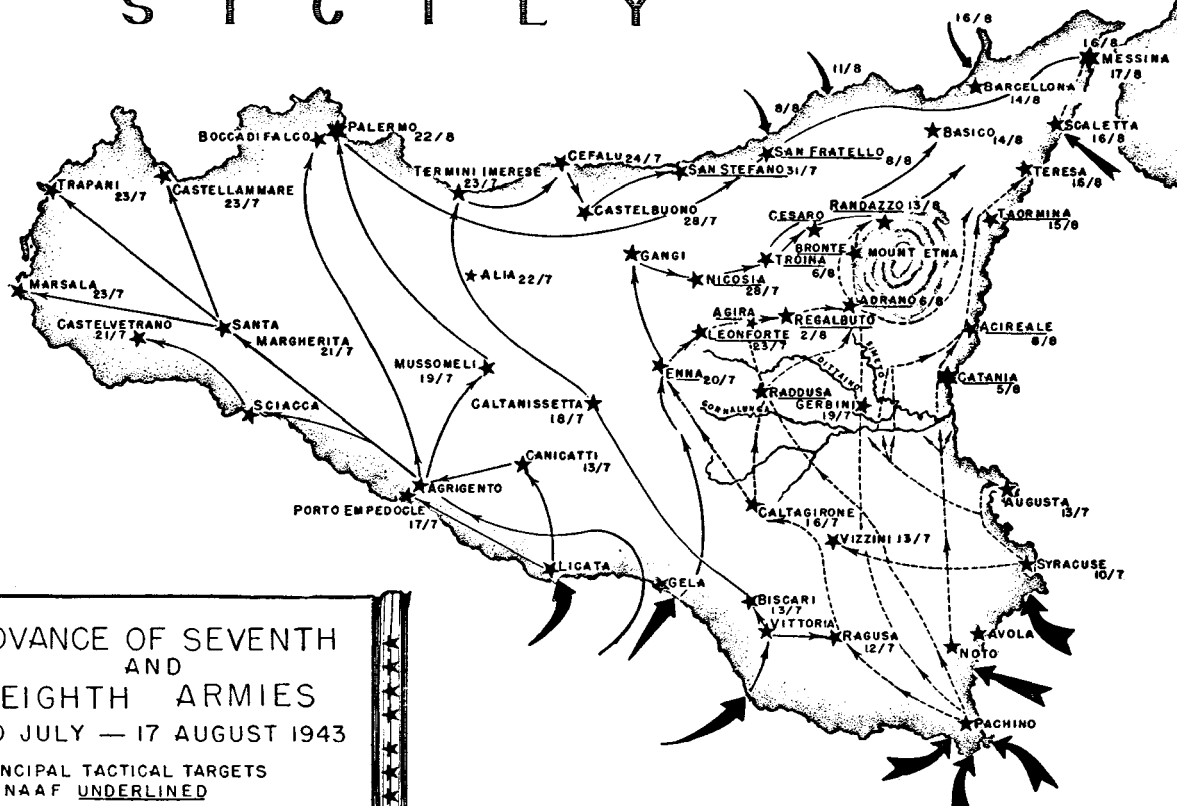 SICILY
16/8
16/8
MESSINA
17/8
11/8
BARCELLONA
14/8
8/8
BOCCADIFALCO
PALERMO
22/8
BASICO
14/8
SCALETTA
16/8
CEFALU 24/7
SAN FRATELLO
8/8
TERMINI IMERESE
23/7
SAN STEFANO 31/7
TERESA
TRAPANI
23/7
CASTELLAMMARE
23/7
CASTELBUONO
28/7
RANDAZZO 13/8
CESARO
TAORMINA
15/8
GANGI
BRONTE
MOUNT ETNA
TROINA
6/8
ALIA 22/7
NICOSIA
28/7
MARSALA
23/7
ADRANO 6/8
AGIRA
REGALBUTO
2/8
CASTELVETRANO
21/7
SANTA
MARGHERITA
21/7
LEONFORTE
23/7
ACIREALE
8/8
MUSSOMELI
19/7
ENNA
20/7
DITTAINO
CATANIA
5/8
RADDUSA
GERBINI
19/7
GORNALUNGA
SCIACCA
CALTANISSETTA
18/7
CANICATTI
13/7
AGRIGENTO
PORTO EMPEDOCLE
17/7
AUGUSTA
13/7
CALTAGIRONE
16/7
VIZZINI 13/7
LICATA
GELA
SYRACUSE
10/7
BISCARI
13/7
VITTORIA
RAGUSA
12/7
AVOLA
NOTO
PACHINO
DVANCE OF SEVENTH
AND
EIGHTH ARMIES
JULY — 17 AUGUST 1943
NCIPAL TACTICAL TARGETS
NAAF UNDERLINED